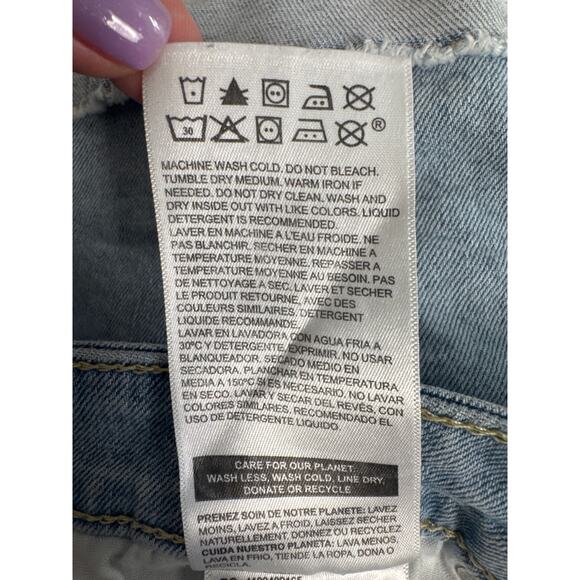 30 ®
MACHINE WASH COLD. DO NOT BLEACH.
TUMBLE DRY MEDIUM. WARM IRON IF
NEEDED. DO NOT DRY CLEAN. WASH AND
DRY INSIDE OUT WITH LIKE COLORS. LIQUID
DETERGENT IS RECOMMENDED.
LAVER EN MACHINE A L'EAU FROIDE. NE
PAS BLANCHIR. SECHER EN MACHINE A
TEMPERATURE MOYENNE. REPASSER A
TEMPERATURE MOYENNE AU BESOIN. PAS
DE NETTOYAGE A SEC. LAVER ET SECHER
LE PRODUIT RETOURNE, AVEC DES
COULEURS SIMILAIRES. DETERGENT
LIQUIDE RECOMMANDE.
LAVAR EN LAVADORA CON AGUA FRIA A
30ºC Y DETERGENTE. EXPRIMIR. NO USAR
BLANQUEADOR. SECADO MEDIO EN
SECADORA. PLANCHAR EN TEMPERATURA
MEDIA A 150ºC SI ES NECESARIO. NO LAVAR
EN SECO. LAVAR Y SECAR DEL REVÉS, CON
COLORES SIMILARES. RECOMENDADO EL
USO DE DETERGENTE LIQUIDO.
CARE FOR OUR PLANET:
WASH LESS, WASH COLD, LINE DRY,
DONATE OR RECYCLE
PRENEZ SOIN DE NOTRE PLANETE: LAVEZ
MOINS, LAVEZ A FROID, LAISSEZ SÉCHER
NATURELLEMENT, DONNEZ OU RECYCLEZ
CUIDA NUESTRO PLANETA: LAVA MENOS,
LAVA EN FRIO, TIENDE LA ROPA, DONA O